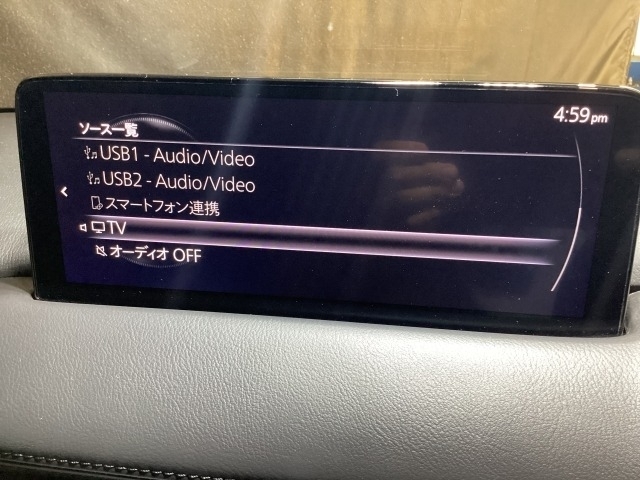 4:59pm
ソース一覧
USB1 - Audio/Video
USB2 - Audio/Video
スマートフォン連携
TV
オーディオ OFF